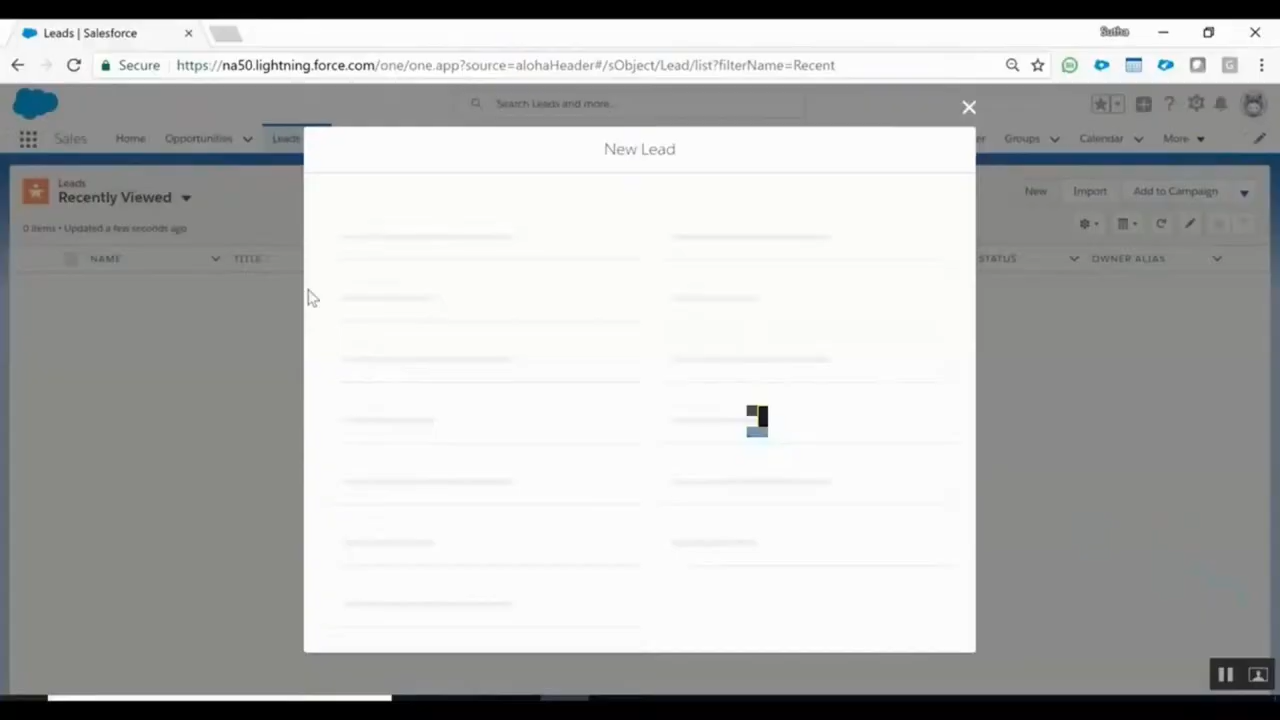 Leads | Salesforce
Sutha
Secure https://na50.lightning.force.com/one/one.app?source=alohaHeader#/sObject/Lead/list?filterName=Recent
Search Leads and more...
Sales Home Opportunities Leads Groups Calendar More
New Lead
Leads
Recently Viewed
New Import Add to Campaign
0 items • Updated a few seconds ago
NAME TITLE STATUS OWNER ALIAS